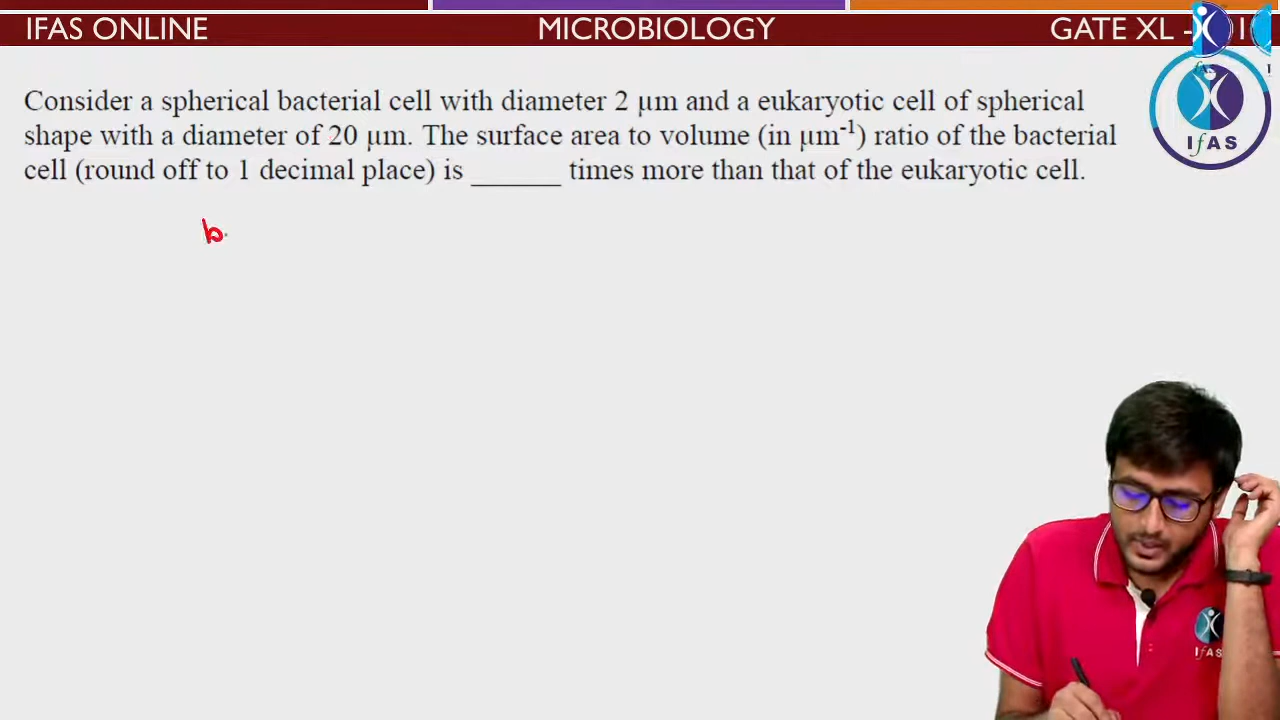 IFAS ONLINE
MICROBIOLOGY
GATE XL -
Consider a spherical bacterial cell with diameter 2 µm and a eukaryotic cell of spherical
shape with a diameter of 20 µm. The surface area to volume (in µm⁻¹) ratio of the bacterial
cell (round off to 1 decimal place) is ______ times more than that of the eukaryotic cell.
b
IfAS
IfAS